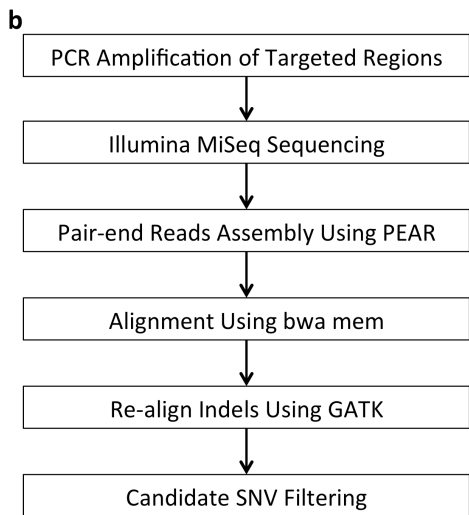 b
PCR Amplification of Targeted Regions
Illumina MiSeq Sequencing
Pair-end Reads Assembly Using PEAR
Alignment Using bwa mem
Re-align Indels Using GATK
Candidate SNV Filtering